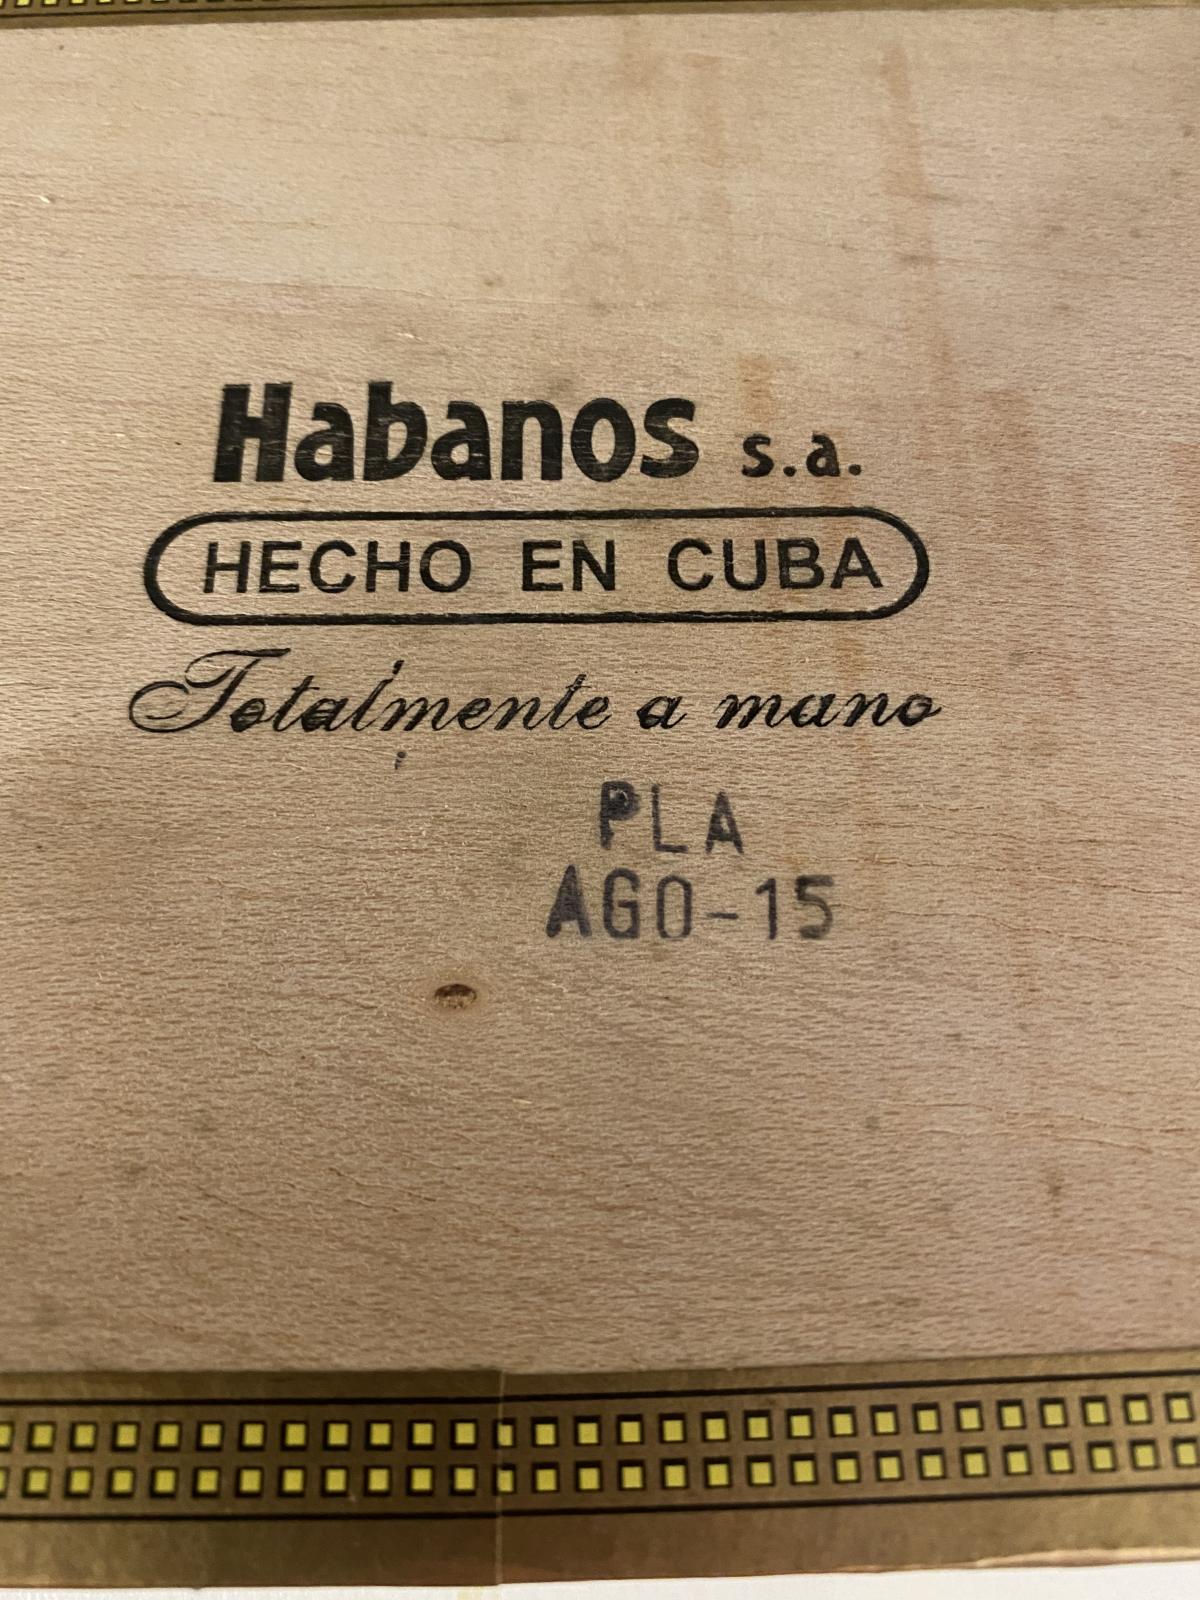 Habanos s.a.
HECHO EN CUBA
Totalmente a mano
PLA
AGO-15